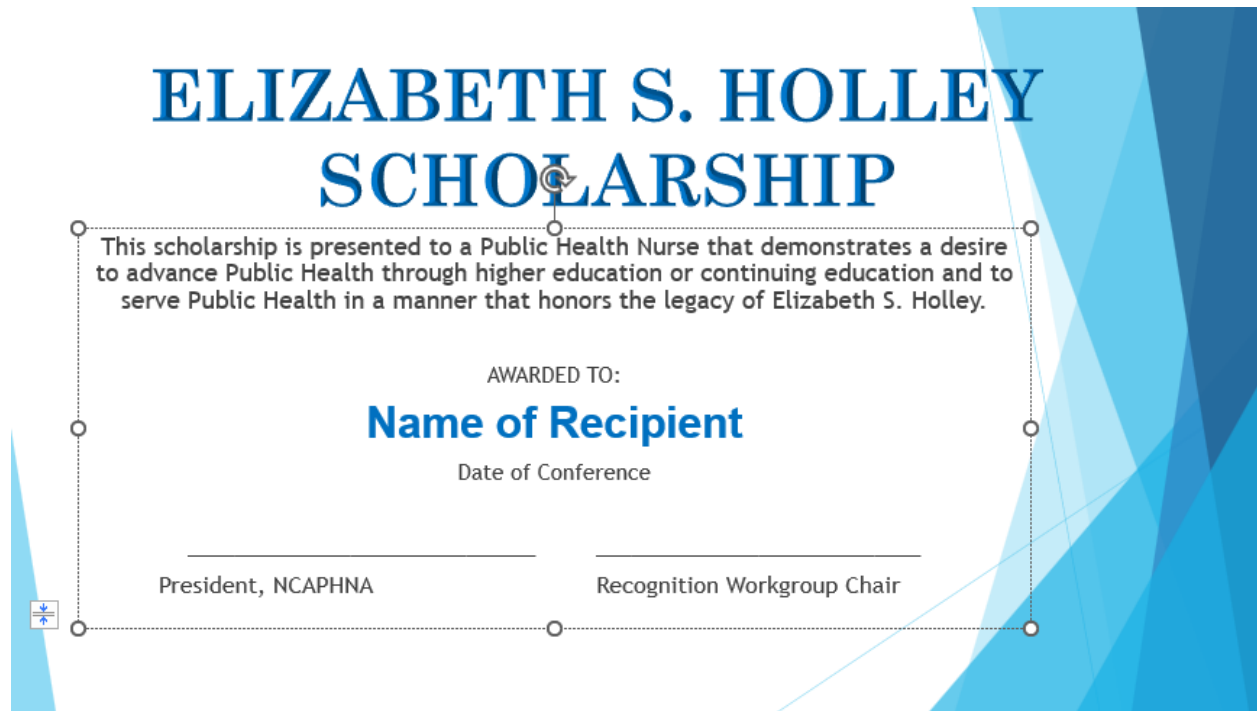 ELIZABETH S. HOLLEY
SCHOLARSHIP
This scholarship is presented to a Public Health Nurse that demonstrates a desire
to advance Public Health through higher education or continuing education and to
serve Public Health in a manner that honors the legacy of Elizabeth S. Holley.
AWARDED TO:
Name of Recipient
Date of Conference
President, NCAPHNA
Recognition Workgroup Chair